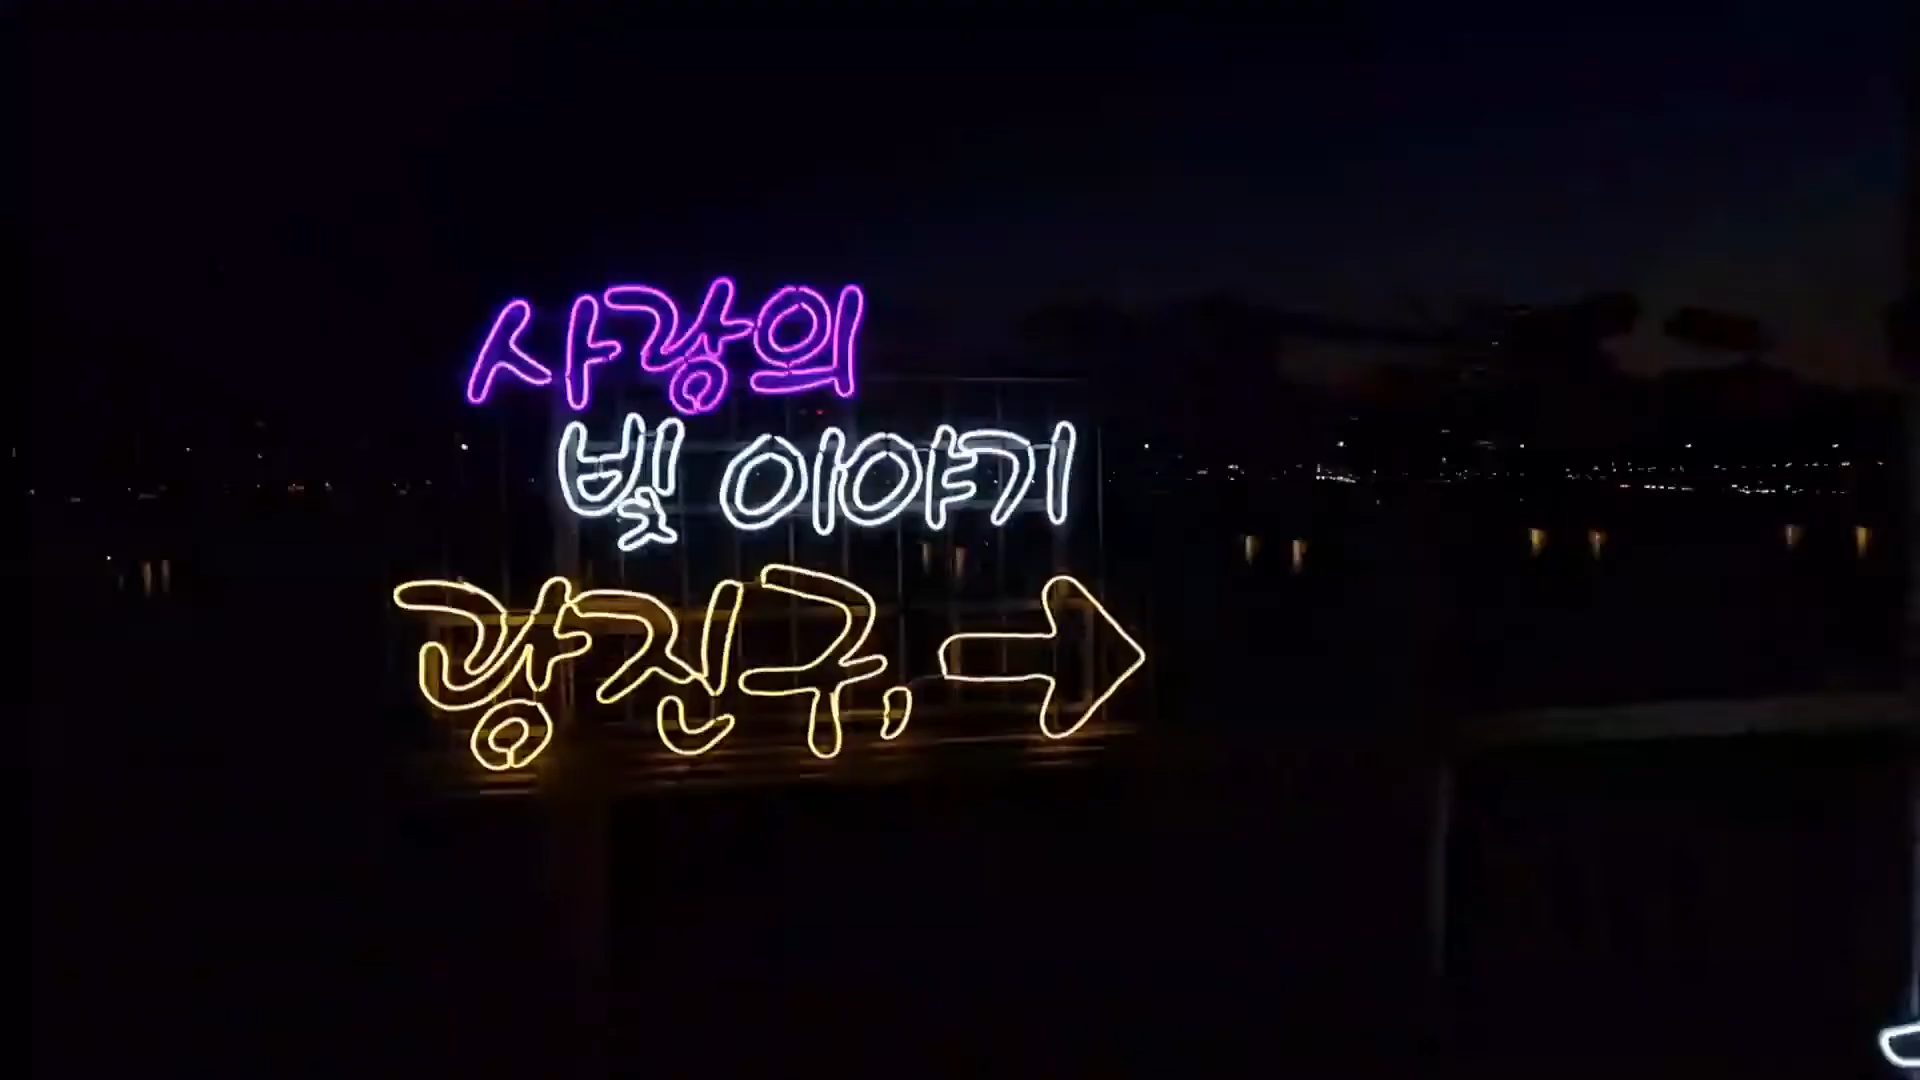 사랑의
빛 이야기
광진구, →